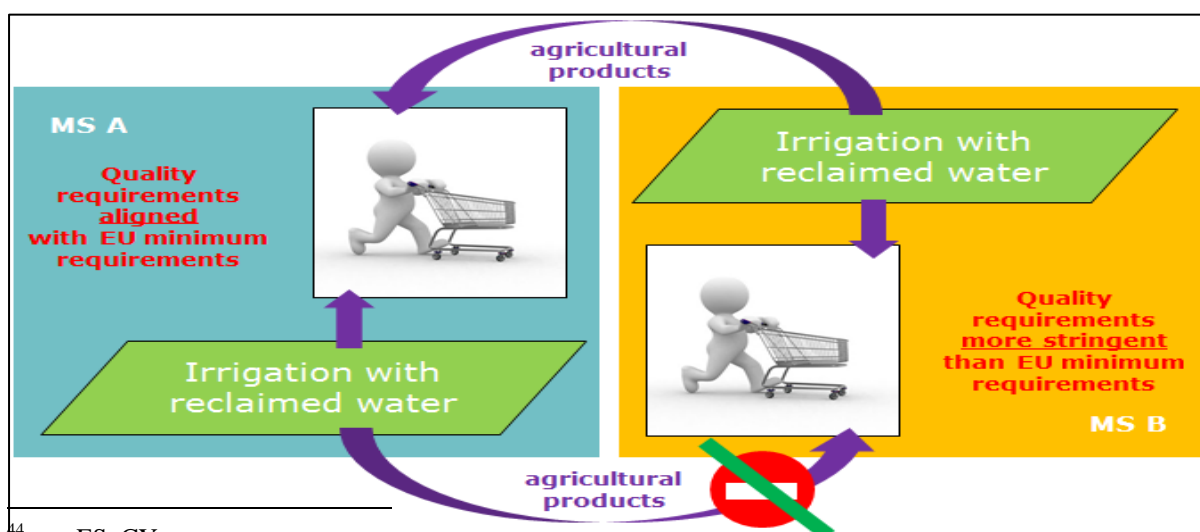 agricultural
products
MS A
Quality
requirements
aligned
with EU minimum
requirements
Irrigation with
reclaimed water
Irrigation with
reclaimed water
Quality
requirements
more stringent
than EU minimum
requirements
MS B
agricultural
products
44